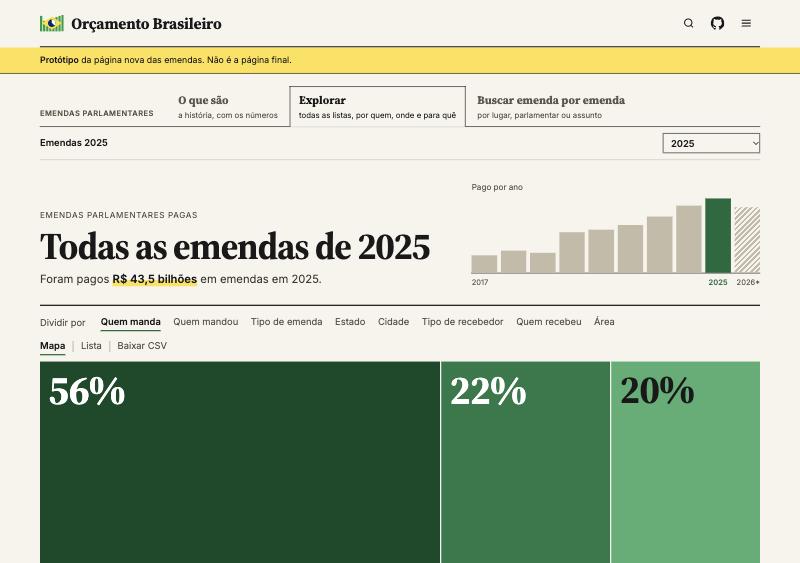 Orçamento Brasileiro
Protótipo da página nova das emendas. Não é a página final.
EMENDAS PARLAMENTARES
O que são
a história, com os números
Explorar
todas as listas, por quem, onde e para quê
Buscar emenda por emenda
por lugar, parlamentar ou assunto
Emendas 2025
2025
EMENDAS PARLAMENTARES PAGAS
Todas as emendas de 2025
Foram pagos R$ 43,5 bilhões em emendas em 2025.
Pago por ano
2017 2025 2026*
Dividir por Quem manda Quem mandou Tipo de emenda Estado Cidade Tipo de recebedor Quem recebeu Área
Mapa | Lista | Baixar CSV
56% 22% 20%